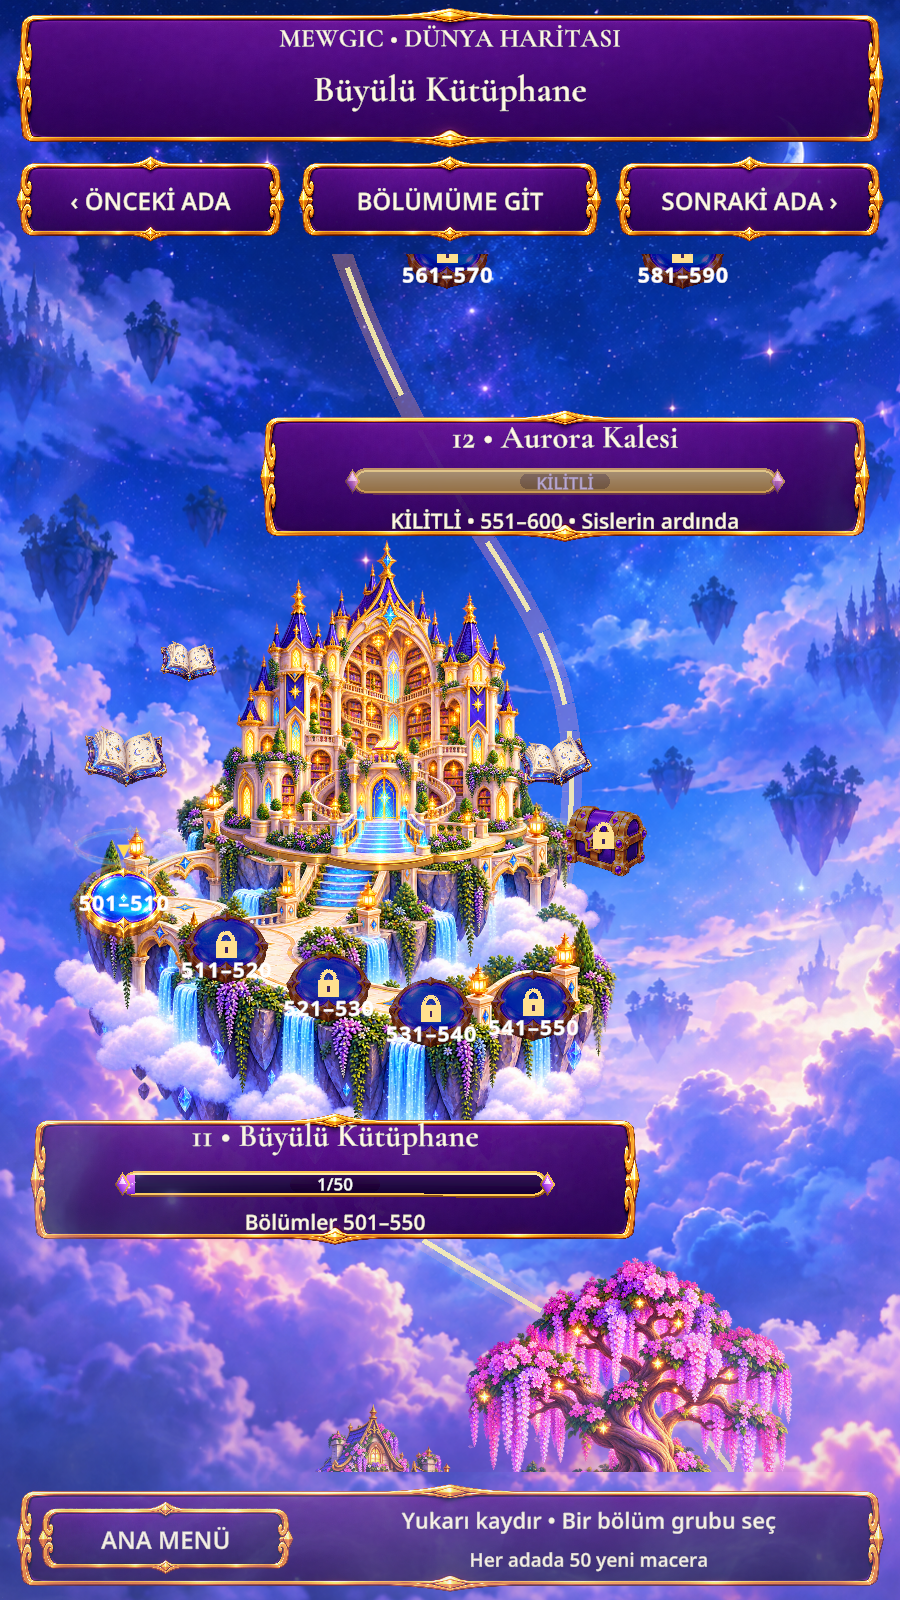 MEWGIC • DÜNYA HARİTASI
Büyülü Kütüphane
‹ ÖNCEKİ ADA
BÖLÜMÜME GİT
SONRAKİ ADA ›
561–570
581–590
12 • Aurora Kalesi
KİLİTLİ
KİLİTLİ • 551–600 • Sislerin ardında
501–510
511–520
521–530
531–540
541–550
11 • Büyülü Kütüphane
1/50
Bölümler 501–550
ANA MENÜ
Yukarı kaydır • Bir bölüm grubu seç
Her adada 50 yeni macera